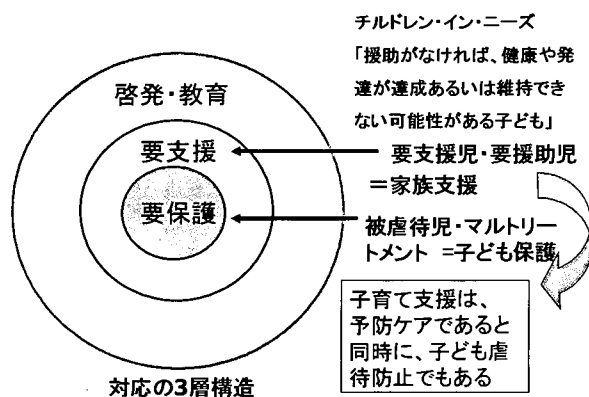 チルドレン・イン・ニーズ
「援助がなければ、健康や発
達が達成あるいは維持でき
ない可能性がある子ども」
啓発・教育
要支援
要支援児・要援助児
＝家族支援
要保護
被虐待児・マルトリー
トメント ＝子ども保護
子育て支援は、
予防ケアであると
同時に、子ども虐
待防止でもある
対応の3層構造